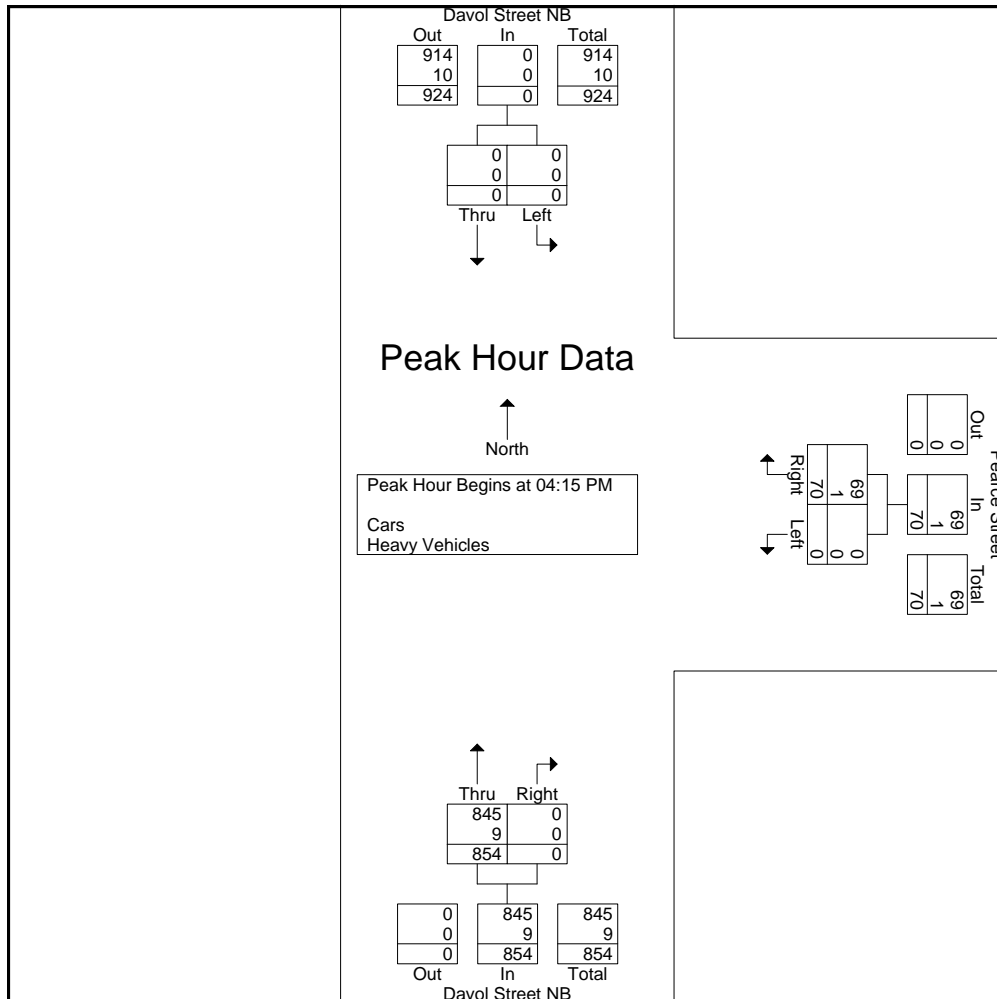 Davol Street NB
Out In Total
914 0 914
10 0 10
924 0 924
0 0
0 0
0 0
Thru Left
Peak Hour Data
North
Peak Hour Begins at 04:15 PM
Cars
Heavy Vehicles
Right Left
69 0
1 0
70 0
Pearce Street
Out In Total
0 69 69
0 1 1
0 70 70
Thru Right
845 0
9 0
854 0
0 845 845
0 9 9
0 854 854
Out In Total
Davol Street NB